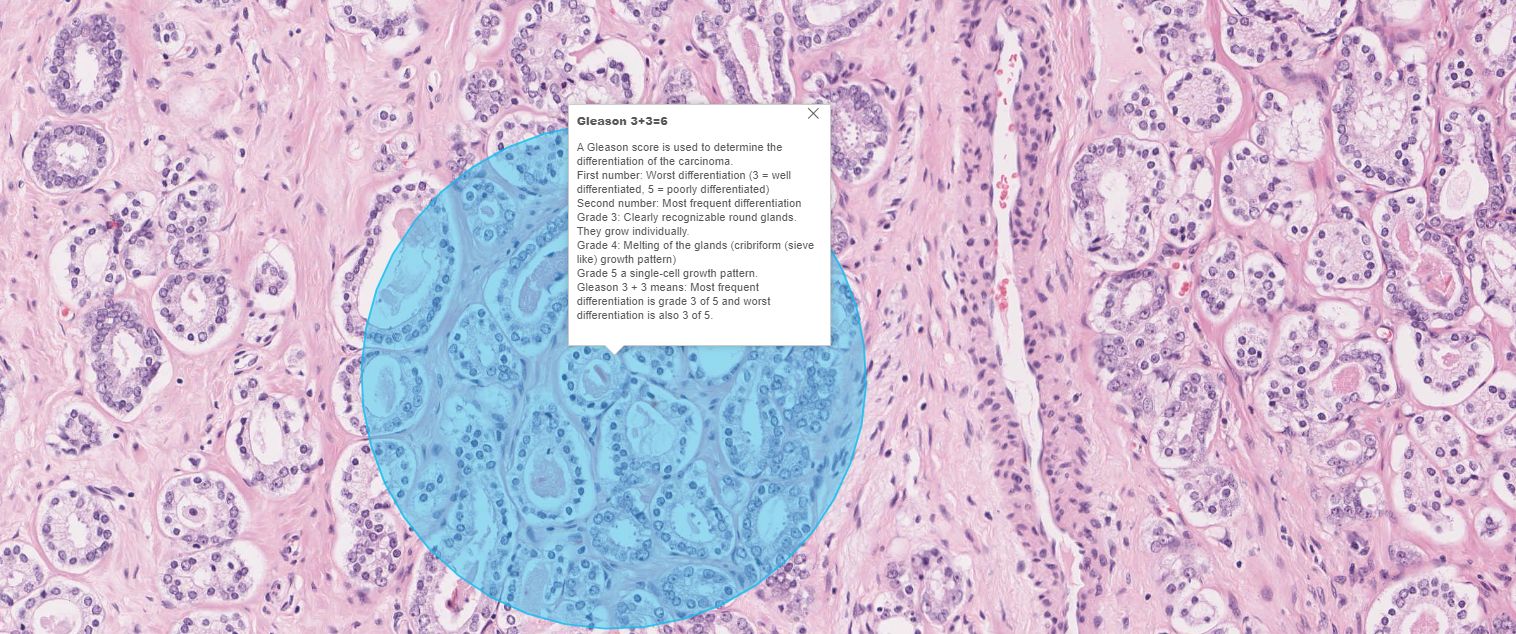 Gleason 3+3=6
A Gleason score is used to determine the
differentiation of the carcinoma.
First number: Worst differentiation (3 = well
differentiated, 5 = poorly differentiated)
Second number: Most frequent differentiation
Grade 3: Clearly recognizable round glands.
They grow individually.
Grade 4: Melting of the glands (cribriform (sieve
like) growth pattern)
Grade 5 a single-cell growth pattern.
Gleason 3 + 3 means: Most frequent
differentiation is grade 3 of 5 and worst
differentiation is also 3 of 5.